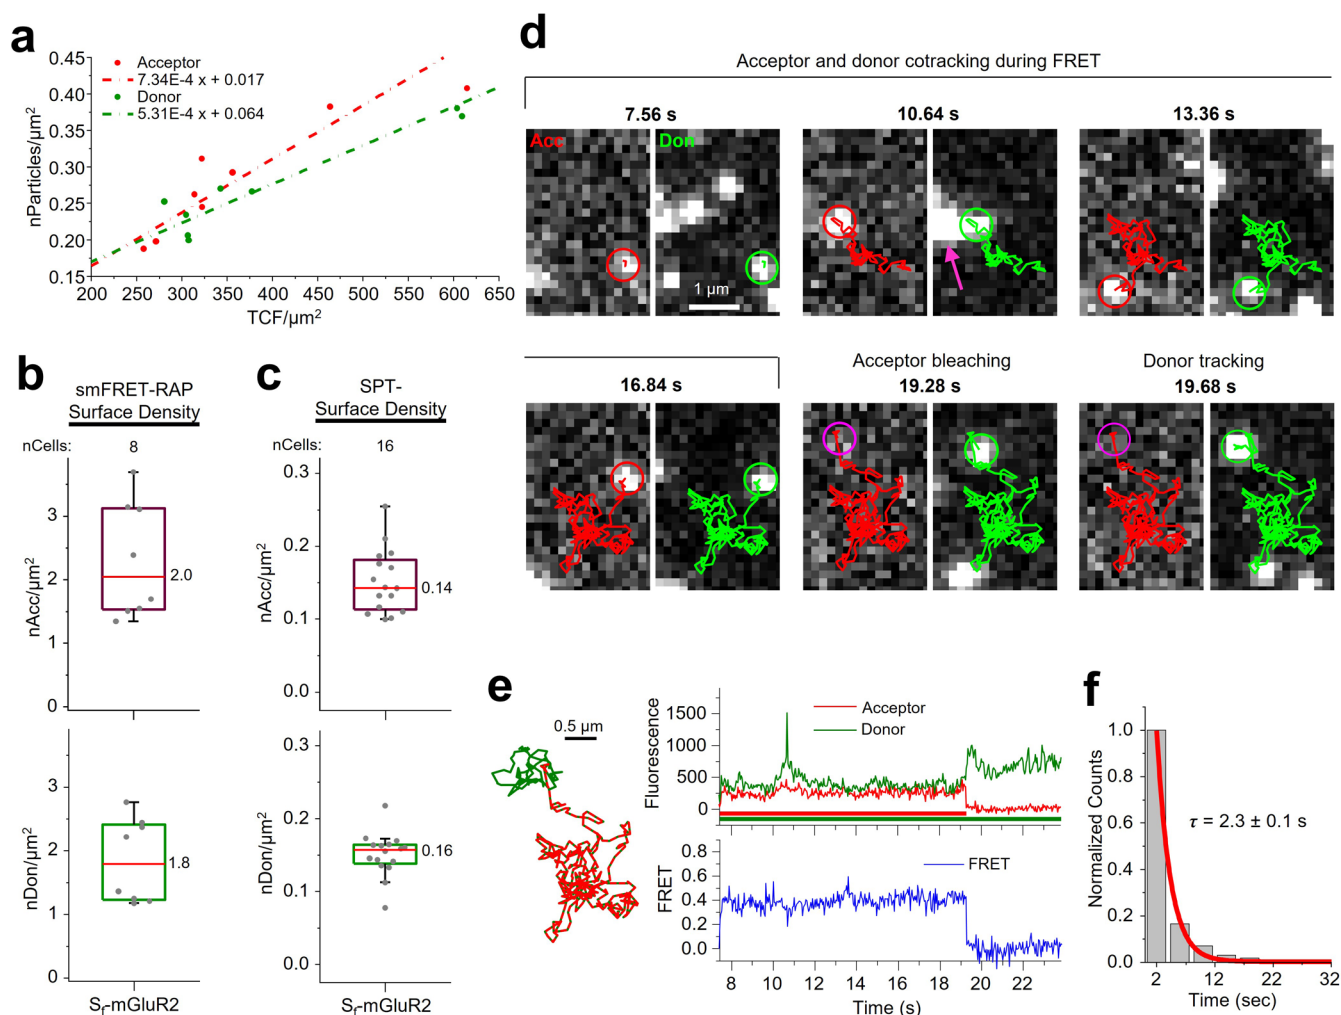 a
0.45
0.40
0.35
0.30
0.25
0.20
0.15
nParticles/µm²
Acceptor
7.34E-4 x + 0.017
Donor
5.31E-4 x + 0.064
200 250 300 350 400 450 500 550 600 650
TCF/µm²
b
smFRET-RAP
Surface Density
nCells: 8
3
2
1
0
nAcc/µm²
2.0
3
2
1
0
nDon/µm²
1.8
Sf-mGluR2
c
SPT-
Surface Density
nCells: 16
0.3
0.2
0.1
0.0
nAcc/µm²
0.14
0.3
0.2
0.1
0.0
nDon/µm²
0.16
Sf-mGluR2
d
Acceptor and donor cotracking during FRET
7.56 s 10.64 s 13.36 s
Acc Don
1 µm
Acceptor bleaching Donor tracking
16.84 s 19.28 s 19.68 s
e
0.5 µm
Fluorescence
1500
1000
500
0
Acceptor
Donor
FRET
0.8
0.6
0.4
0.2
0.0
FRET
8 10 12 14 16 18 20 22
Time (s)
f
Normalized Counts
1.0
0.8
0.6
0.4
0.2
0.0
τ = 2.3 ± 0.1 s
2 12 22 32
Time (sec)